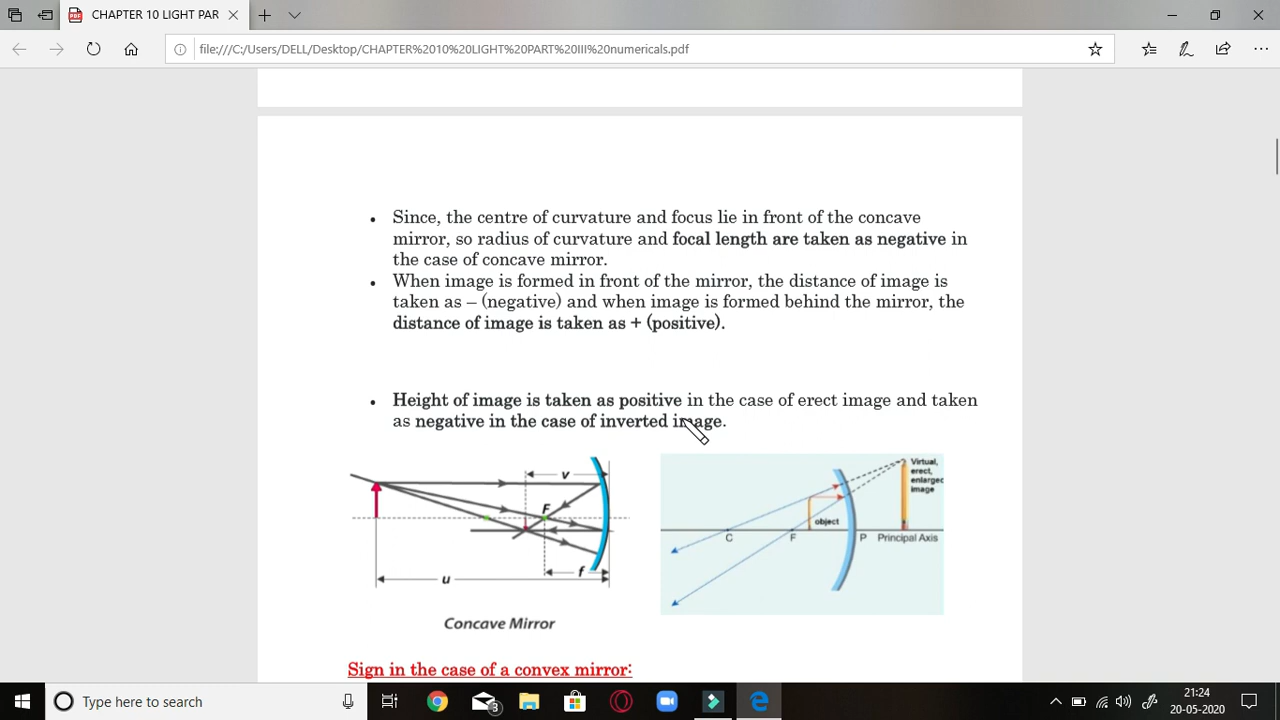 CHAPTER 10 LIGHT PAR
file:///C:/Users/DELL/Desktop/CHAPTER%2010%20LIGHT%20PART%20III%20numericals.pdf
• Since, the centre of curvature and focus lie in front of the concave
mirror, so radius of curvature and focal length are taken as negative in
the case of concave mirror.
• When image is formed in front of the mirror, the distance of image is
taken as – (negative) and when image is formed behind the mirror, the
distance of image is taken as + (positive).
• Height of image is taken as positive in the case of erect image and taken
as negative in the case of inverted image.
v
F
f
u
Concave Mirror
Virtual,
erect,
enlarged
image
object
C
F
P
Principal Axis
Sign in the case of a convex mirror:
Type here to search
3
21:24
20-05-2020